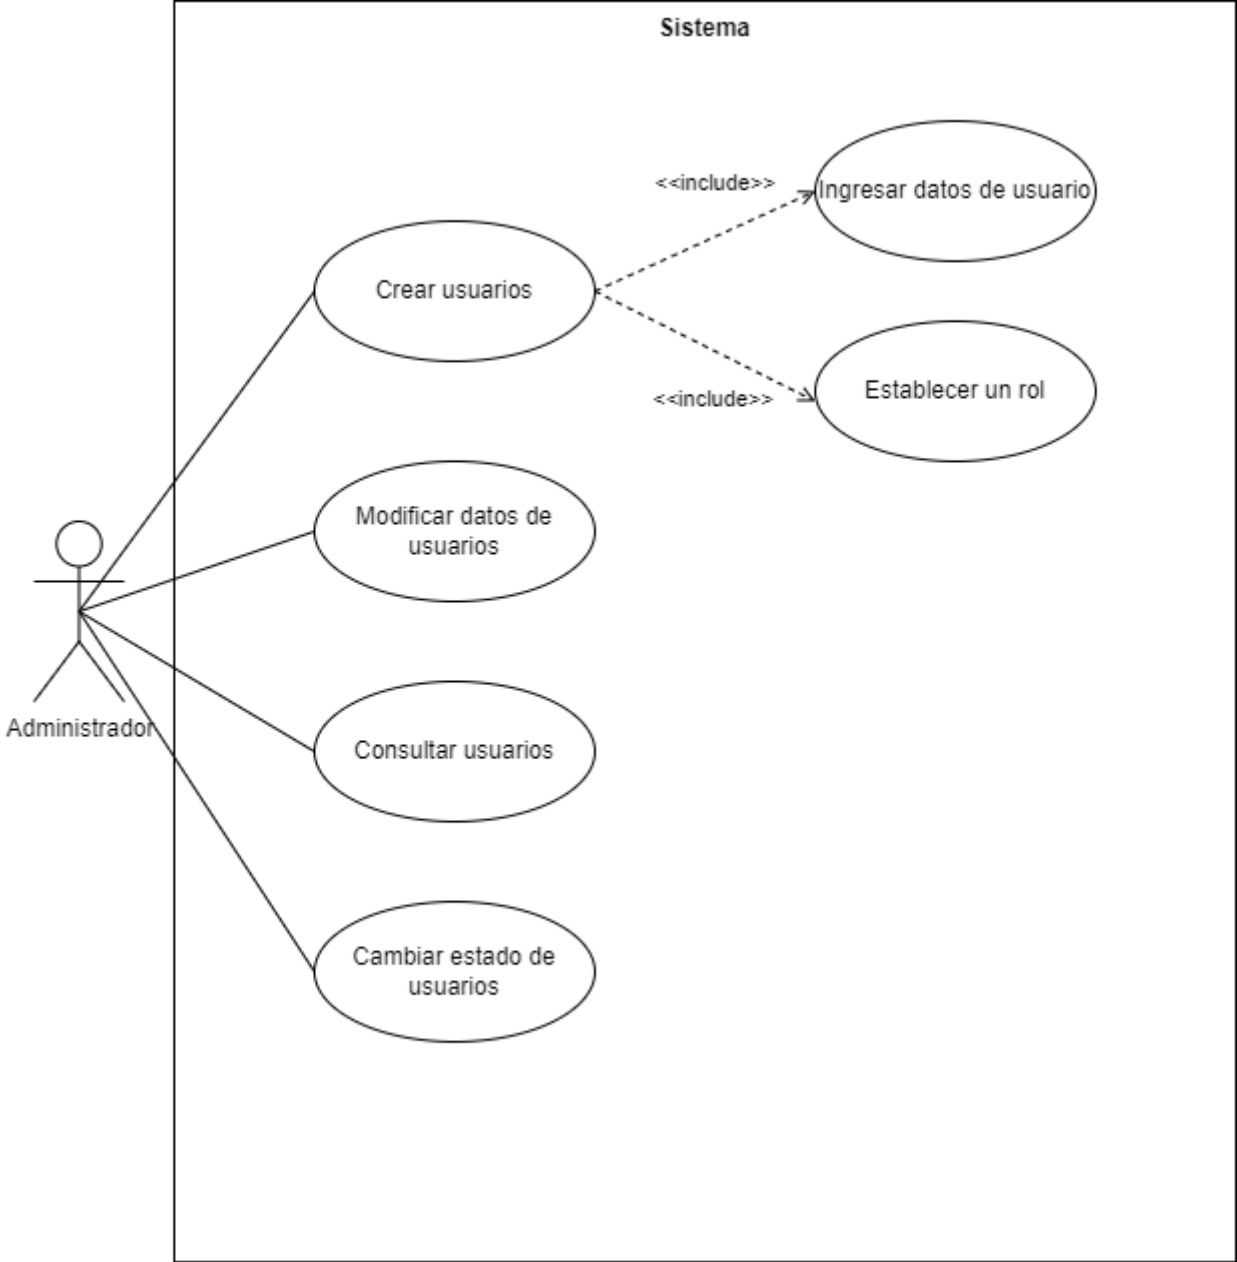 Sistema
<<include>>
Ingresar datos de usuario
Crear usuarios
Establecer un rol
<<include>>
Modificar datos de
usuarios
Administrador
Consultar usuarios
Cambiar estado de
usuarios